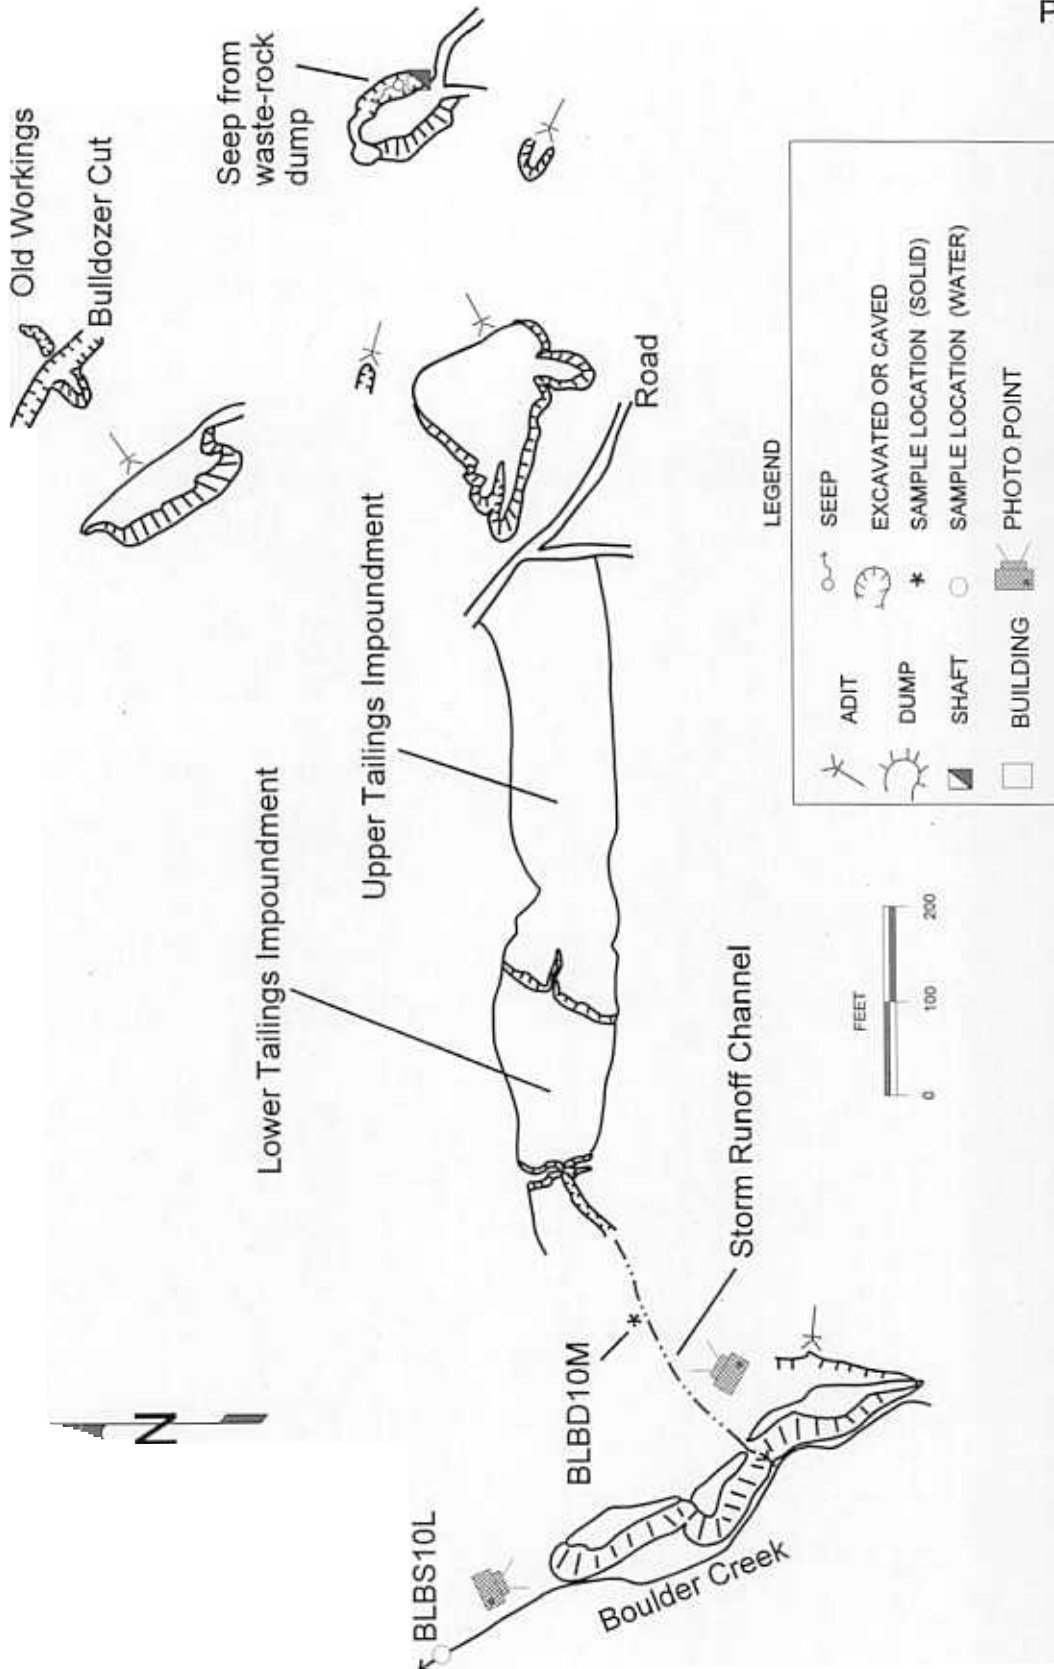 Old Workings
Bulldozer Cut
Seep from
waste-rock
dump
Road
Upper Tailings Impoundment
Lower Tailings Impoundment
Storm Runoff Channel
BLBD10M
BLBS10L
Boulder Creek
N
FEET
0 100 200
LEGEND
ADIT SEEP
DUMP EXCAVATED OR CAVED
SHAFT * SAMPLE LOCATION (SOLID)
SAMPLE LOCATION (WATER)
BUILDING PHOTO POINT